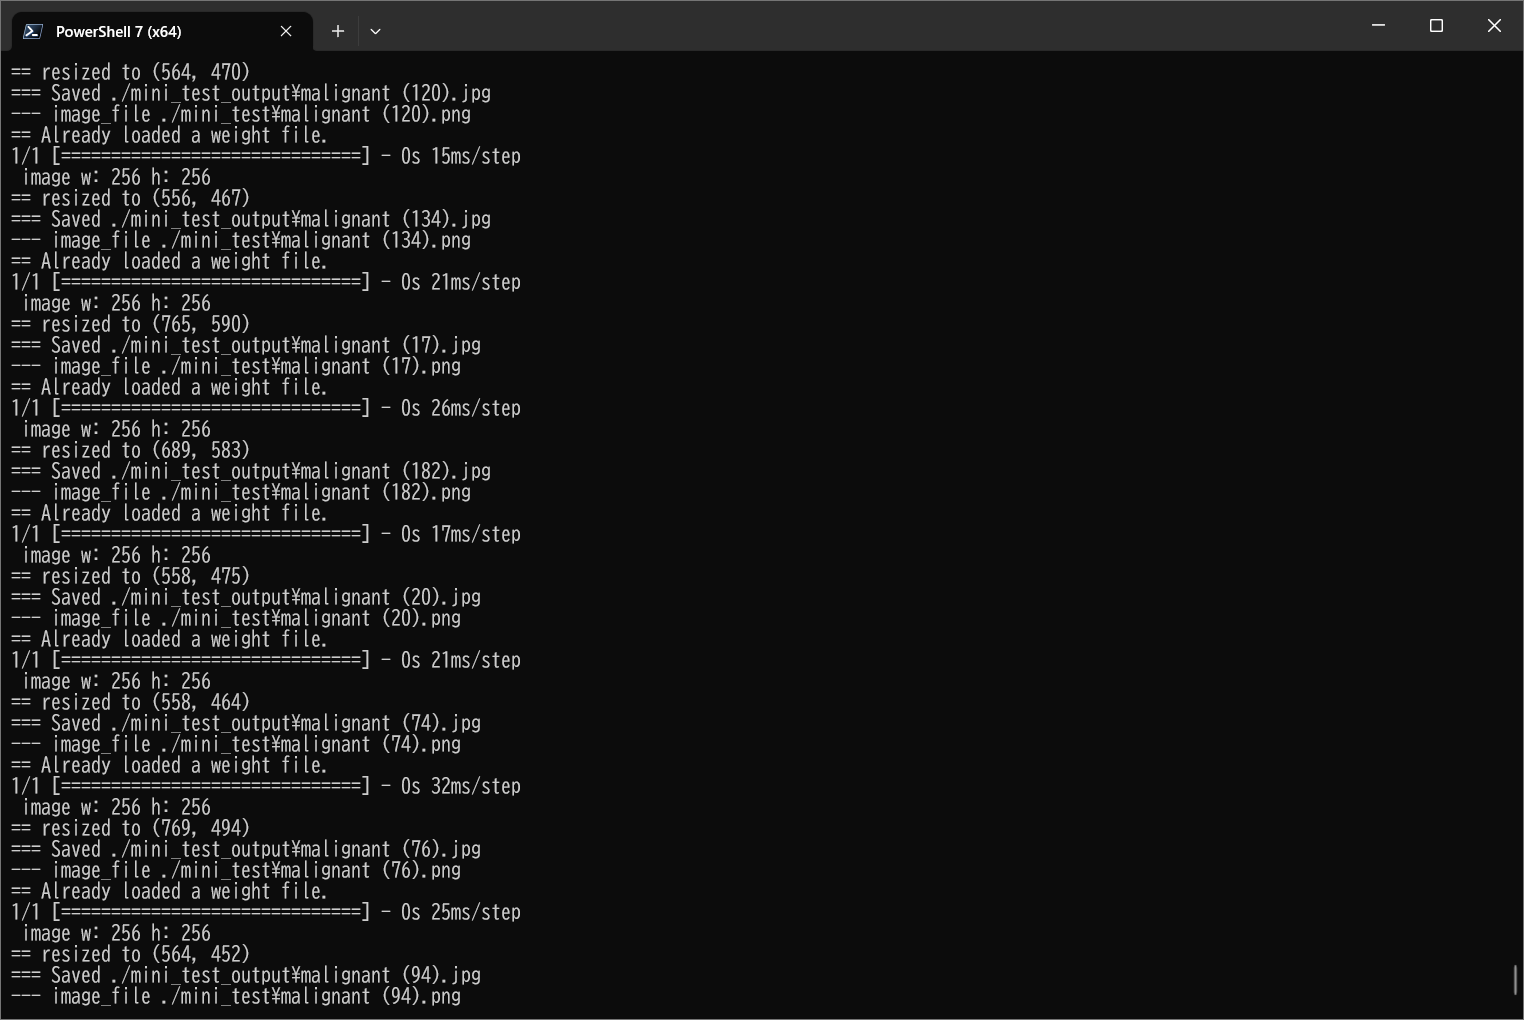 PowerShell 7 (x64)
== resized to (564, 470)
=== Saved ./mini_test_output¥malignant (120).jpg
--- image_file ./mini_test¥malignant (120).png
== Already loaded a weight file.
1/1 [==============================] - 0s 15ms/step
 image w: 256 h: 256
== resized to (556, 467)
=== Saved ./mini_test_output¥malignant (134).jpg
--- image_file ./mini_test¥malignant (134).png
== Already loaded a weight file.
1/1 [==============================] - 0s 21ms/step
 image w: 256 h: 256
== resized to (765, 590)
=== Saved ./mini_test_output¥malignant (17).jpg
--- image_file ./mini_test¥malignant (17).png
== Already loaded a weight file.
1/1 [==============================] - 0s 26ms/step
 image w: 256 h: 256
== resized to (689, 583)
=== Saved ./mini_test_output¥malignant (182).jpg
--- image_file ./mini_test¥malignant (182).png
== Already loaded a weight file.
1/1 [==============================] - 0s 17ms/step
 image w: 256 h: 256
== resized to (558, 475)
=== Saved ./mini_test_output¥malignant (20).jpg
--- image_file ./mini_test¥malignant (20).png
== Already loaded a weight file.
1/1 [==============================] - 0s 21ms/step
 image w: 256 h: 256
== resized to (558, 464)
=== Saved ./mini_test_output¥malignant (74).jpg
--- image_file ./mini_test¥malignant (74).png
== Already loaded a weight file.
1/1 [==============================] - 0s 32ms/step
 image w: 256 h: 256
== resized to (769, 494)
=== Saved ./mini_test_output¥malignant (76).jpg
--- image_file ./mini_test¥malignant (76).png
== Already loaded a weight file.
1/1 [==============================] - 0s 25ms/step
 image w: 256 h: 256
== resized to (564, 452)
=== Saved ./mini_test_output¥malignant (94).jpg
--- image_file ./mini_test¥malignant (94).png